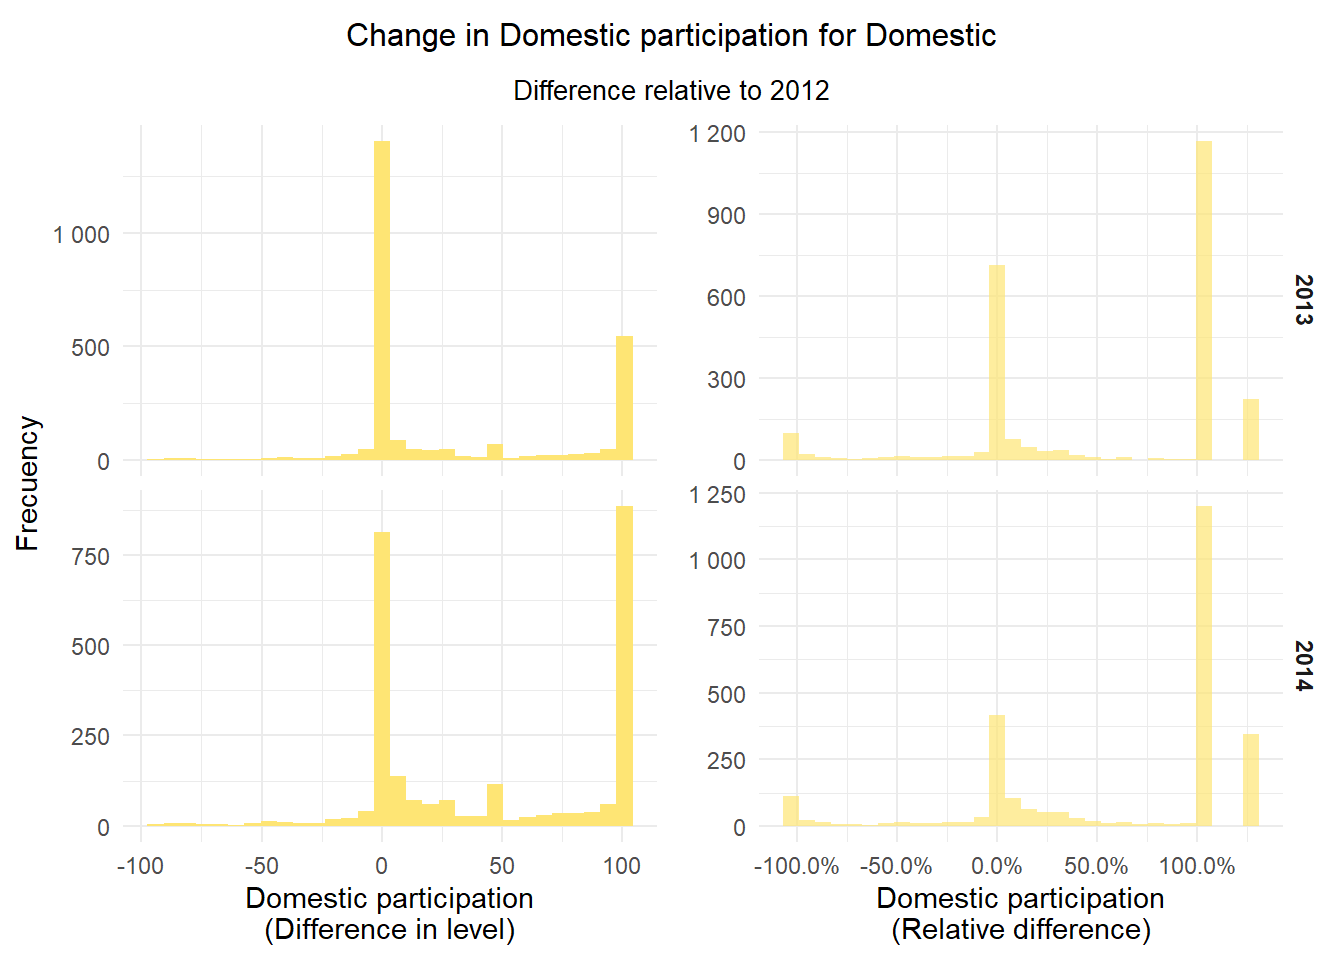 Change in Domestic participation for Domestic
Difference relative to 2012
Frecuency
1 000
500
0
1 200
900
600
300
0
2013
750
500
250
0
1 250
1 000
750
500
250
0
2014
-100 -50 0 50 100
-100.0% -50.0% 0.0% 50.0% 100.0%
Domestic participation
(Difference in level)
Domestic participation
(Relative difference)